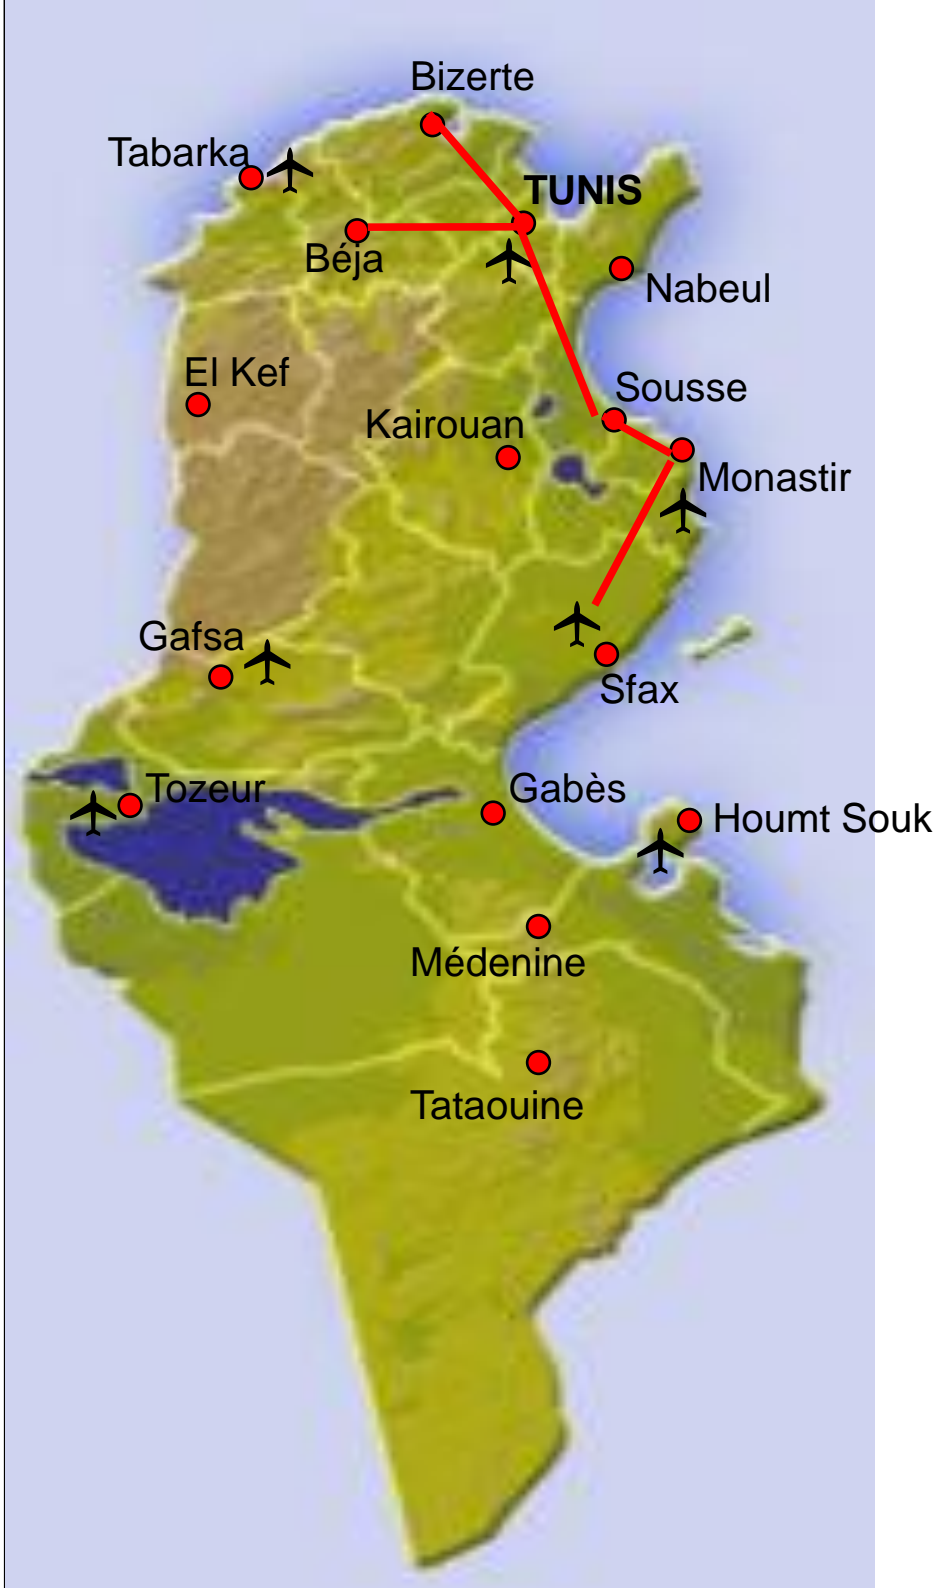 Bizerte
Tabarka
TUNIS
Béja
Nabeul
El Kef
Sousse
Kairouan
Monastir
Gafsa
Sfax
Tozeur
Gabès
Houmt Souk
Médenine
Tataouine